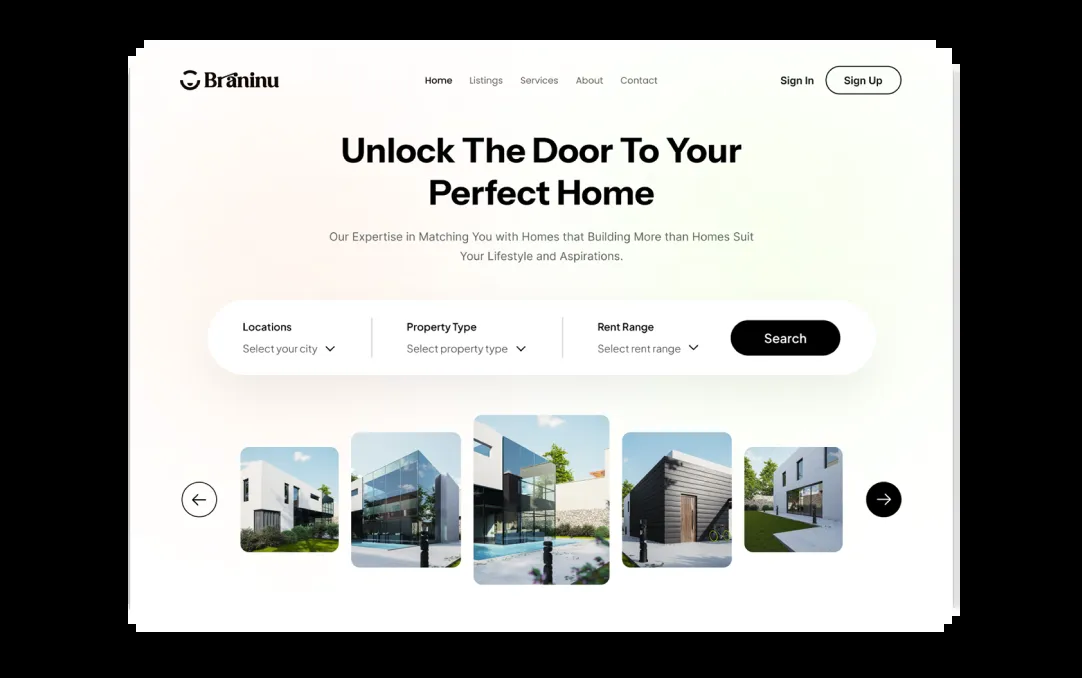 Braninu
Home Listings Services About Contact
Sign In Sign Up
Unlock The Door To Your
Perfect Home
Our Expertise in Matching You with Homes that Building More than Homes Suit
Your Lifestyle and Aspirations.
Locations Property Type Rent Range
Select your city Select property type Select rent range
Search